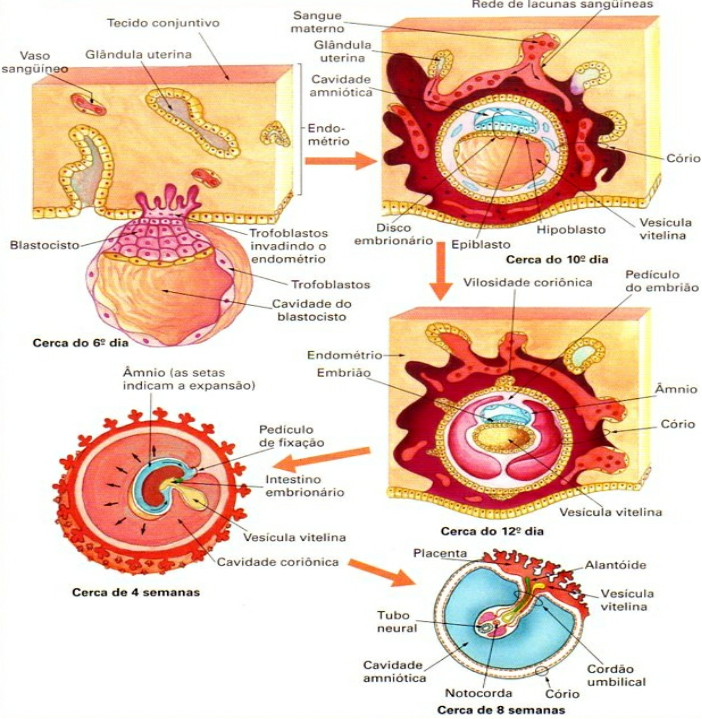 Tecido conjuntivo
Vaso
sangüíneo
Glândula uterina
Endo-
métrio
Blastocisto
Trofoblastos
invadindo o
endométrio
Trofoblastos
Cavidade do
blastocisto
Cerca do 6º dia
Rede de lacunas sangüíneas
Sangue
materno
Glândula
uterina
Cavidade
amniótica
Cório
Disco
embrionário
Epiblasto
Hipoblasto
Vesícula
vitelina
Cerca do 10º dia
Vilosidade coriônica
Pedículo
do embrião
Endométrio
Embrião
Âmnio
Cório
Vesícula vitelina
Cerca do 12º dia
Âmnio (as setas
indicam a expansão)
Pedículo
de fixação
Intestino
embrionário
Vesícula vitelina
Cavidade coriônica
Cerca de 4 semanas
Placenta
Alantóide
Vesícula
vitelina
Tubo
neural
Cavidade
amniótica
Notocorda
Cório
Cordão
umbilical
Cerca de 8 semanas